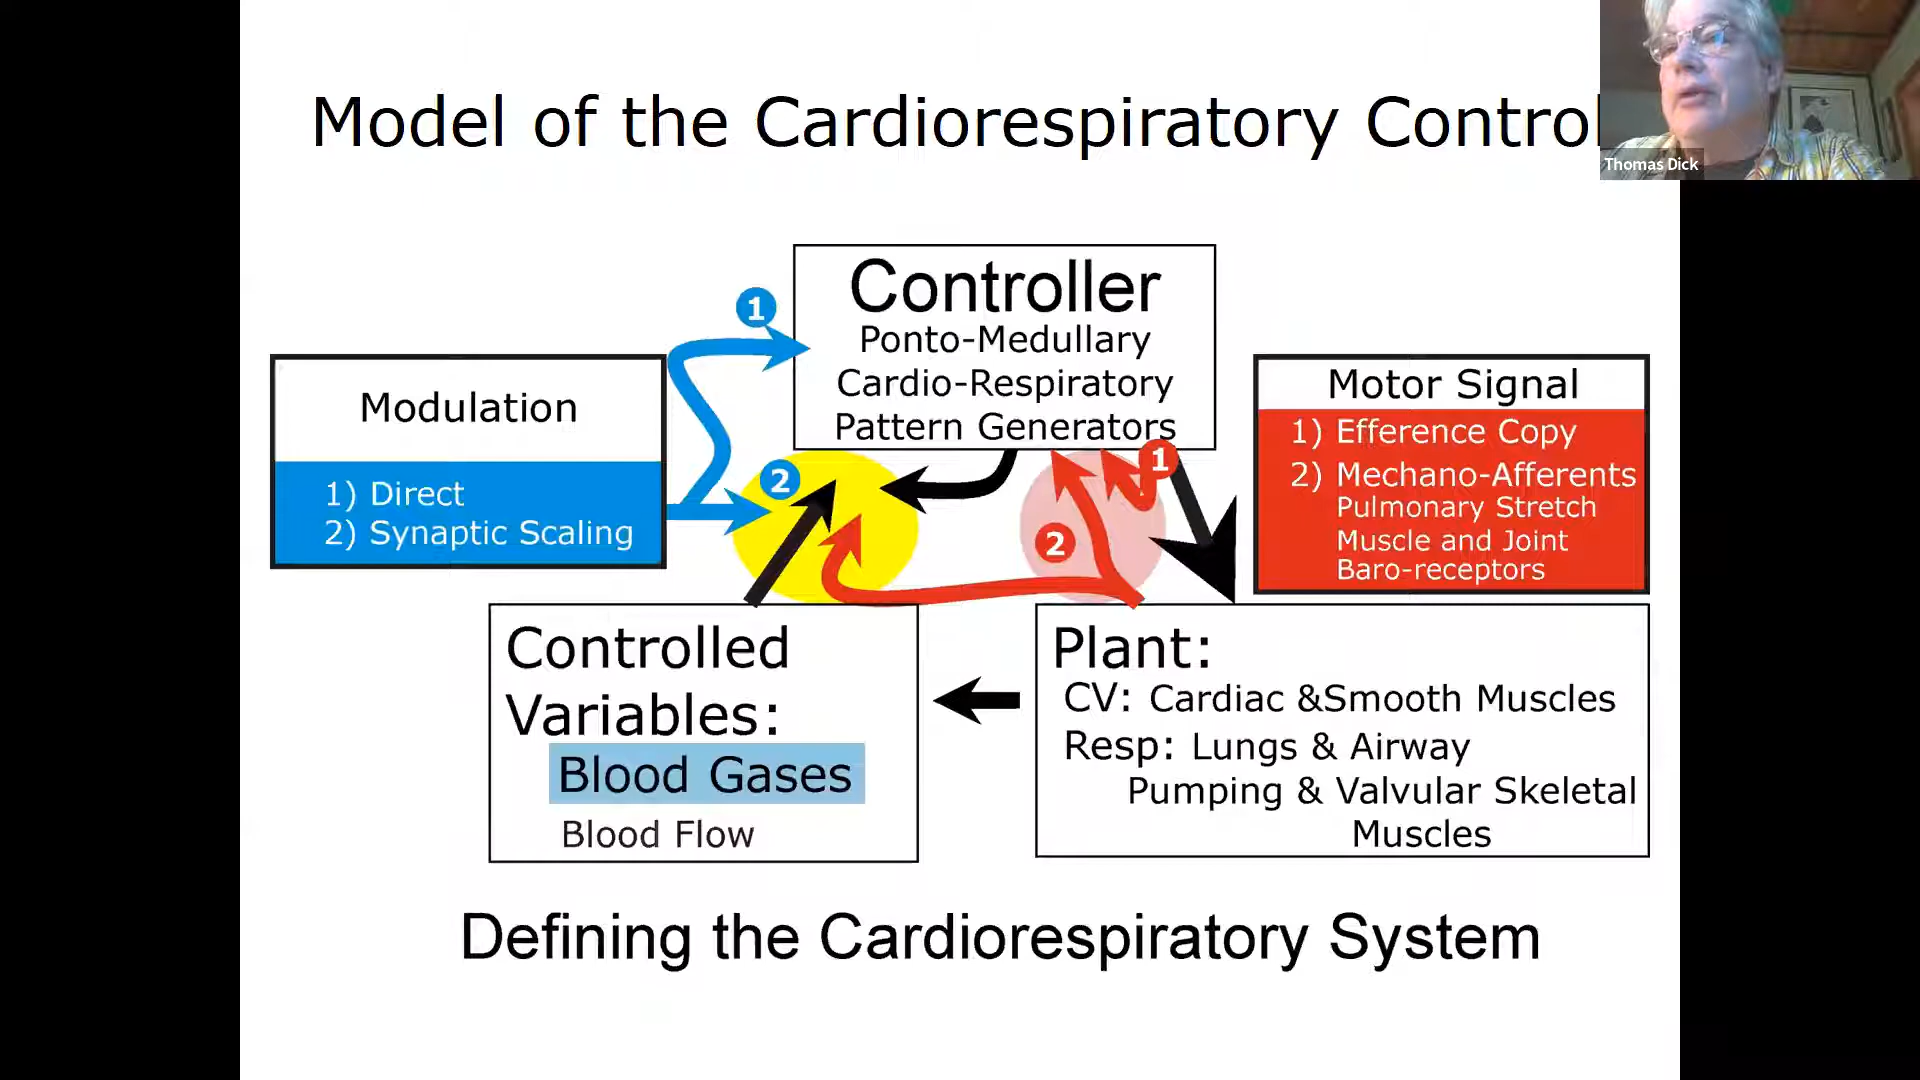 Model of the Cardiorespiratory Control
Thomas Dick
Controller
Ponto-Medullary
Cardio-Respiratory
Pattern Generators
1
Modulation
1) Direct
2) Synaptic Scaling
2
Motor Signal
1) Efference Copy
2) Mechano-Afferents
Pulmonary Stretch
Muscle and Joint
Baro-receptors
1
2
Controlled
Variables:
Blood Gases
Blood Flow
Plant:
CV: Cardiac &Smooth Muscles
Resp: Lungs & Airway
Pumping & Valvular Skeletal
Muscles
Defining the Cardiorespiratory System